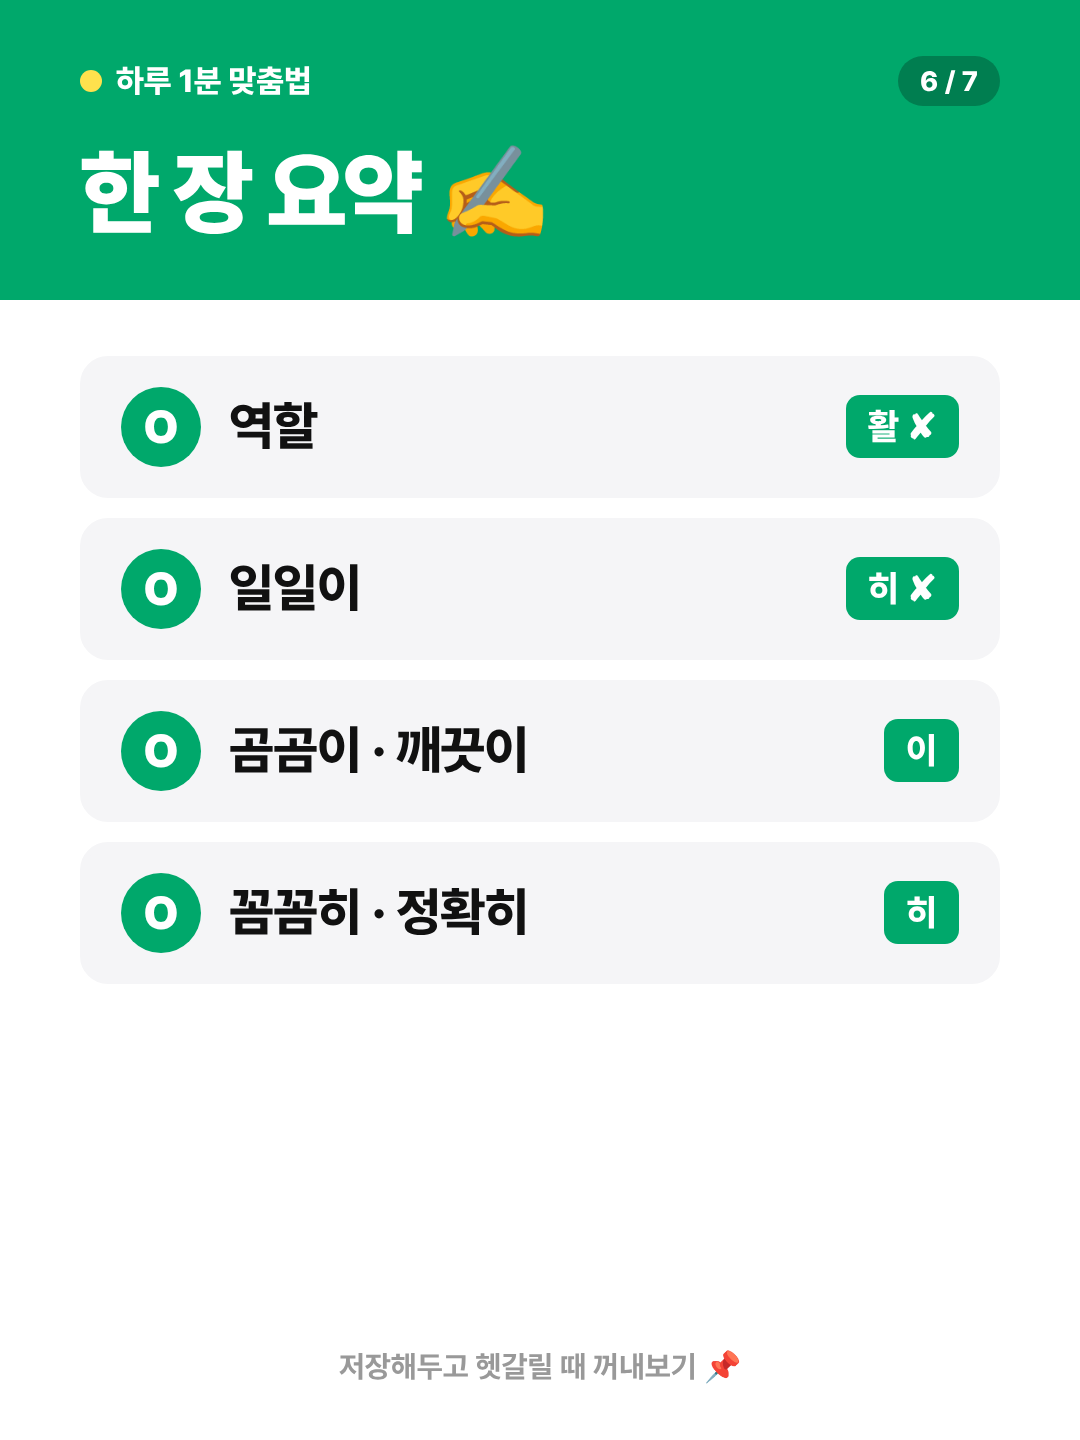 하루 1분 맞춤법
6 / 7
한 장 요약 ✍️
O 역할 활 ✘
O 일일이 히 ✘
O 곰곰이 · 깨끗이 이
O 꼼꼼히 · 정확히 히
저장해두고 헷갈릴 때 꺼내보기 📌